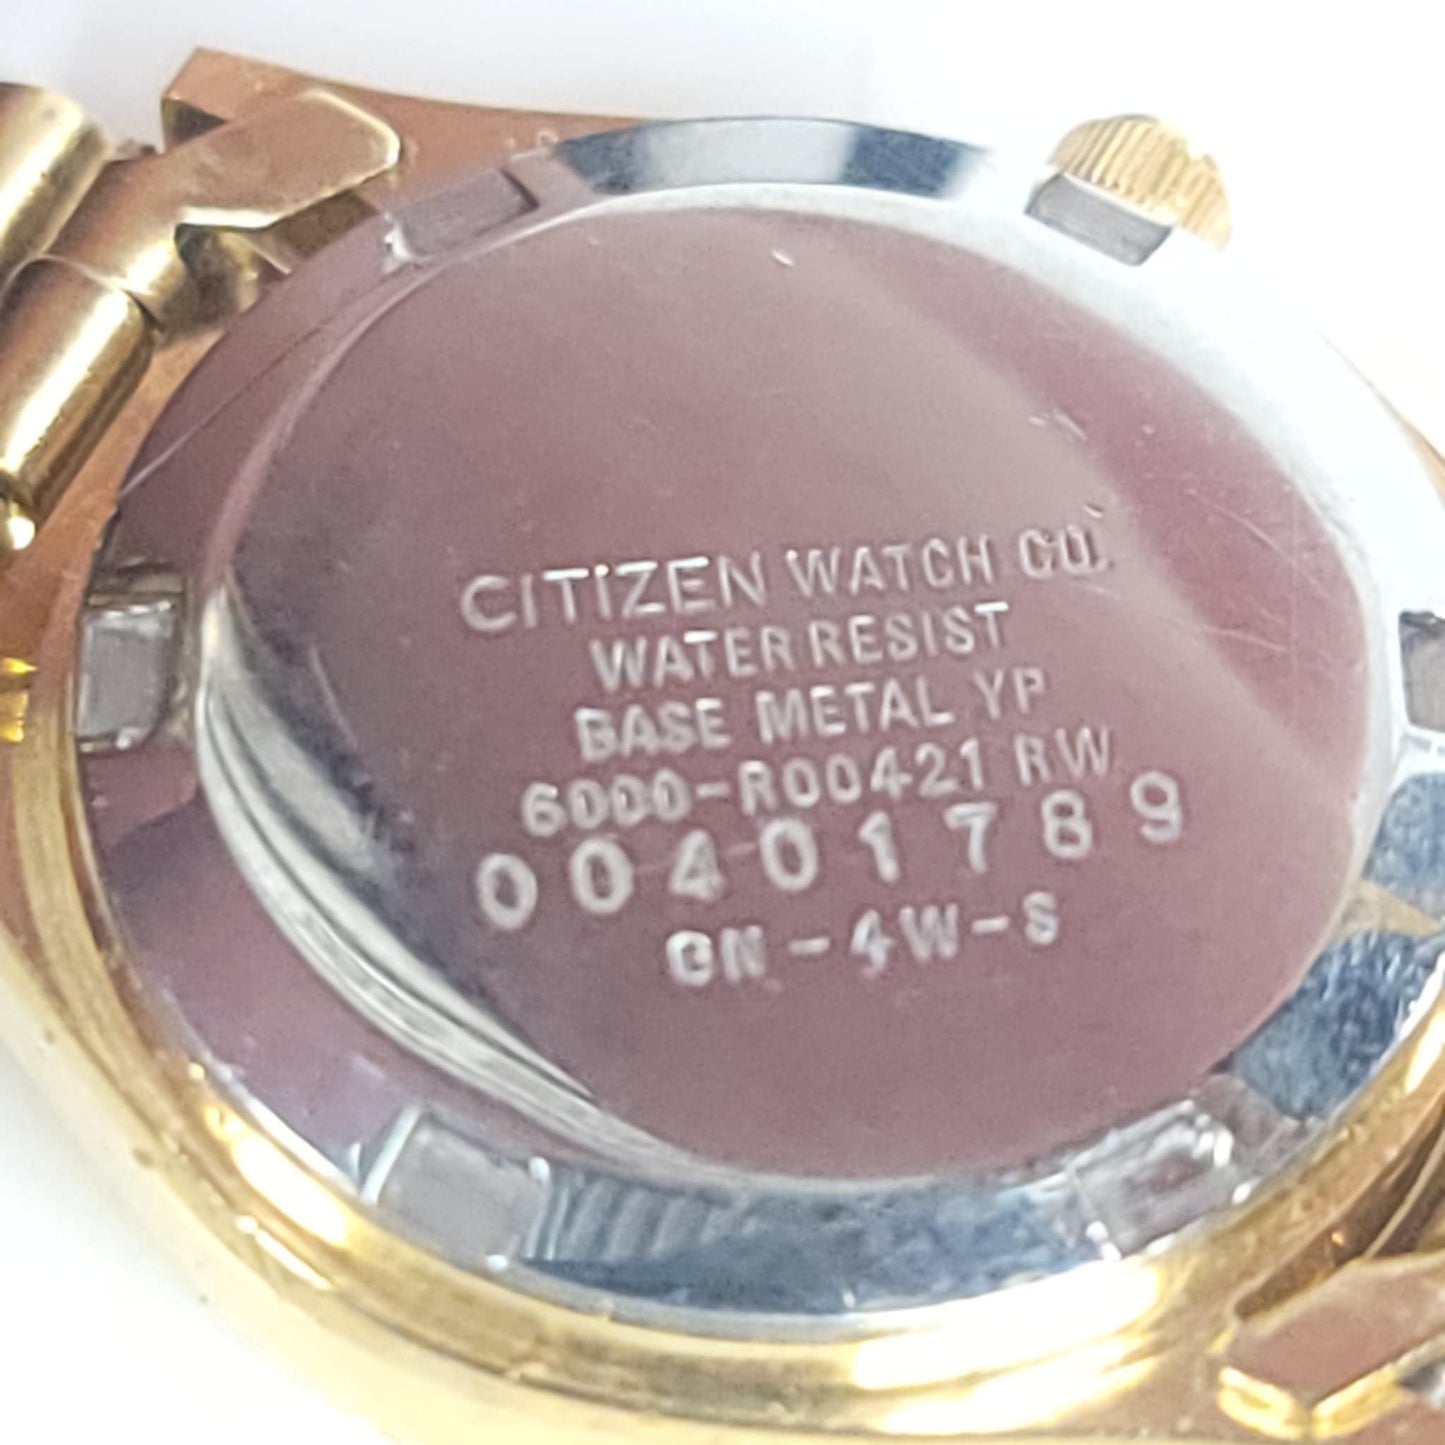 CITIZEN WATCH CO.
WATER RESIST
BASE METAL YP
6000-R00421 RW
00401789
GN-4W-S